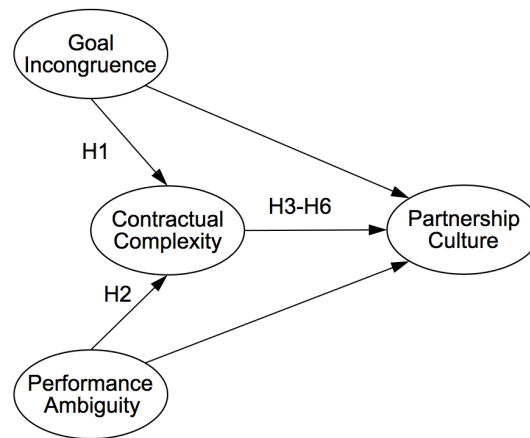 Goal
Incongruence
H1
Contractual
Complexity
H3-H6
Partnership
Culture
H2
Performance
Ambiguity